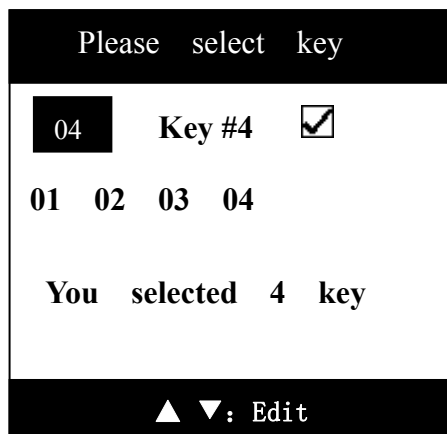 Please select key
04 Key #4
01 02 03 04
You selected 4 key
▲ ▼: Edit